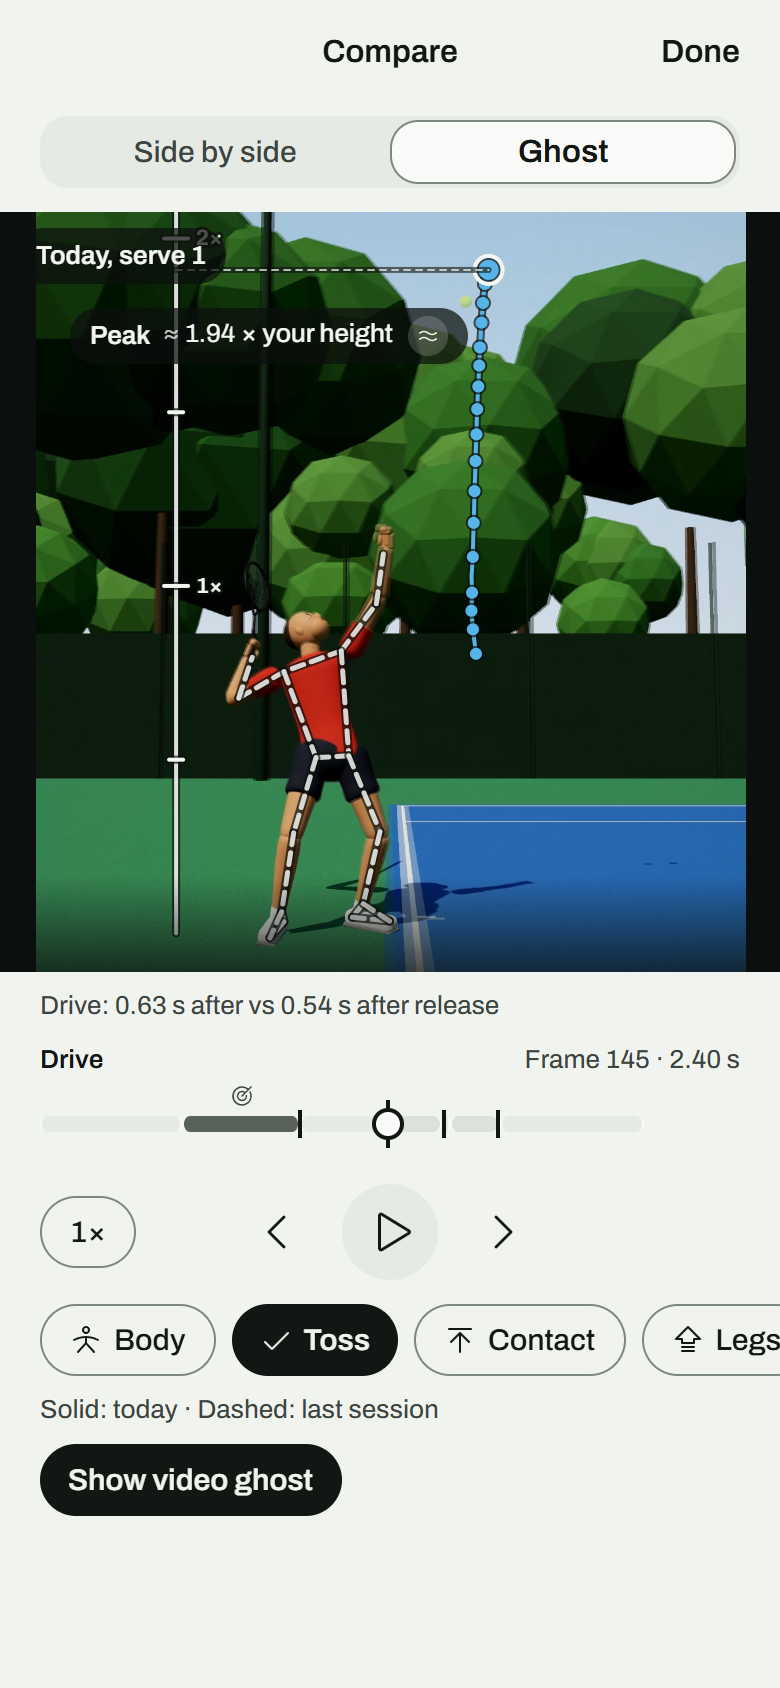 Compare
Done
Side by side
Ghost
2×
Today, serve 1
Peak ≈ 1.94 × your height ≈
1×
Drive: 0.63 s after vs 0.54 s after release
Drive
Frame 145 · 2.40 s
1×
Body
Toss
Contact
Legs
Solid: today · Dashed: last session
Show video ghost